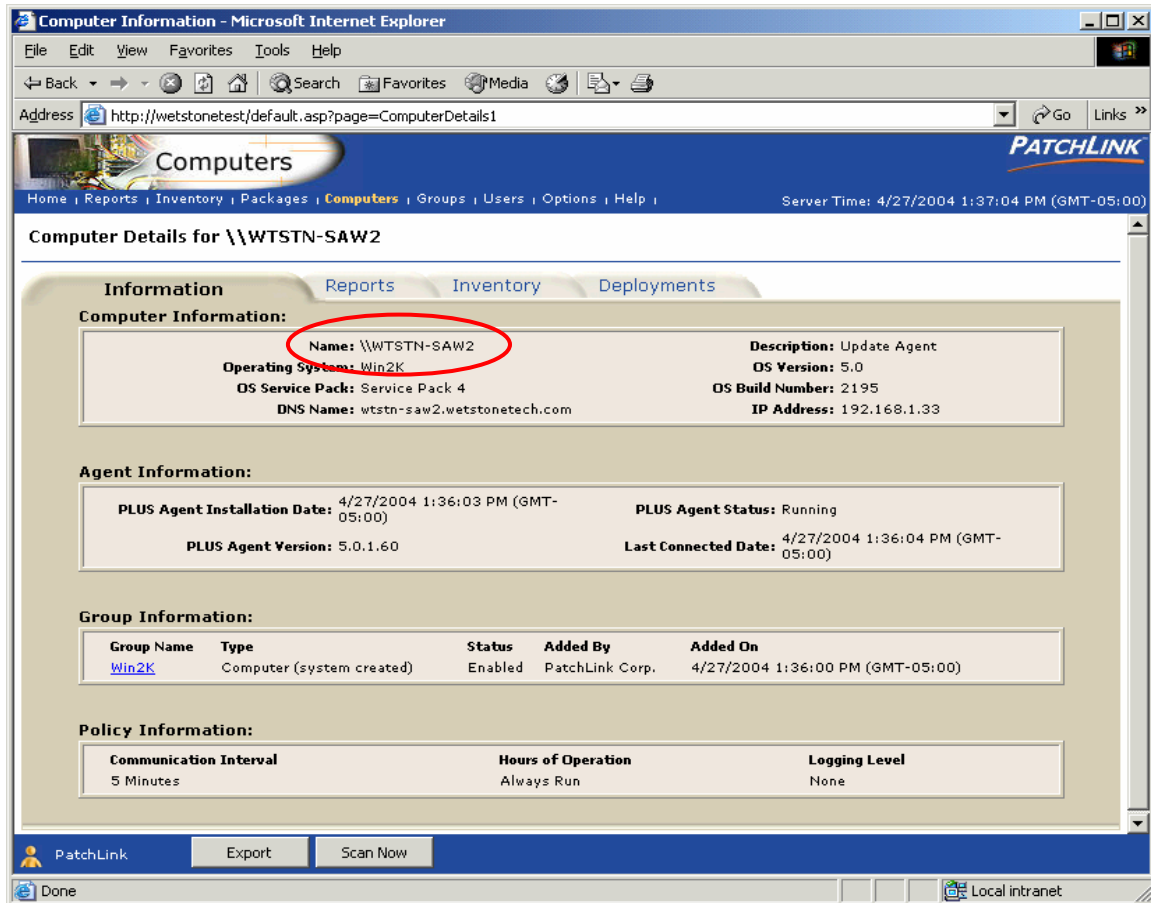 Computer Information - Microsoft Internet Explorer
File Edit View Favorites Tools Help
Back Search Favorites Media
Address http://wetstonetest/default.asp?page=ComputerDetails1 Go Links »
Computers PATCHLINK
Home | Reports | Inventory | Packages | Computers | Groups | Users | Options | Help | Server Time: 4/27/2004 1:37:04 PM (GMT-05:00)
Computer Details for \\WTSTN-SAW2
Information Reports Inventory Deployments
Computer Information:
Name: \\WTSTN-SAW2 Description: Update Agent
Operating System: Win2K OS Version: 5.0
OS Service Pack: Service Pack 4 OS Build Number: 2195
DNS Name: wtstn-saw2.wetstonetech.com IP Address: 192.168.1.33
Agent Information:
PLUS Agent Installation Date: 4/27/2004 1:36:03 PM (GMT-
05:00) PLUS Agent Status: Running
PLUS Agent Version: 5.0.1.60 Last Connected Date: 4/27/2004 1:36:04 PM (GMT-
05:00)
Group Information:
Group Name Type Status Added By Added On
Win2K Computer (system created) Enabled PatchLink Corp. 4/27/2004 1:36:00 PM (GMT-05:00)
Policy Information:
Communication Interval Hours of Operation Logging Level
5 Minutes Always Run None
PatchLink Export Scan Now
Done Local intranet